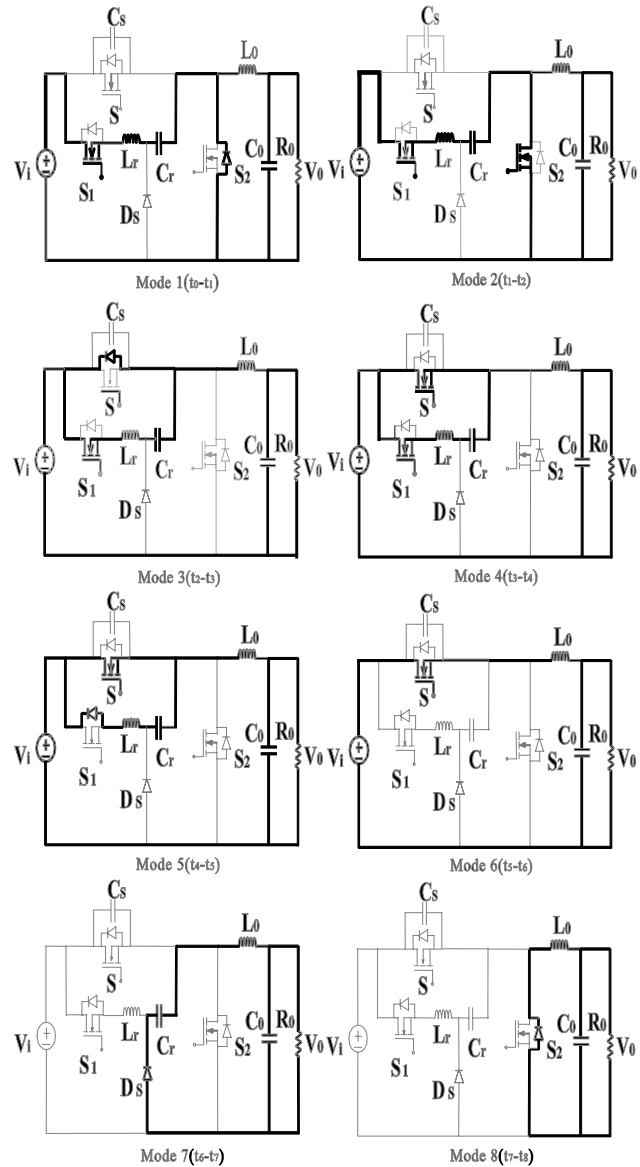 Cs
L0
S
Vi
S1
Lr
Cr
Ds
S2
C0
R0
V0
Mode 1(t0-t1)
Cs
L0
S
Vi
S1
Lr
Cr
Ds
S2
C0
R0
V0
Mode 2(t1-t2)
Cs
L0
S
Vi
S1
Lr
Cr
Ds
S2
C0
R0
V0
Mode 3(t2-t3)
Cs
L0
S
Vi
S1
Lr
Cr
Ds
S2
C0
R0
V0
Mode 4(t3-t4)
Cs
L0
S
Vi
S1
Lr
Cr
Ds
S2
C0
R0
V0
Mode 5(t4-t5)
Cs
L0
S
Vi
S1
Lr
Cr
Ds
S2
C0
R0
V0
Mode 6(t5-t6)
Cs
L0
S
Vi
S1
Lr
Cr
Ds
S2
C0
R0
V0
Mode 7(t6-t7)
Cs
L0
S
Vi
S1
Lr
Cr
Ds
S2
C0
R0
V0
Mode 8(t7-t8)